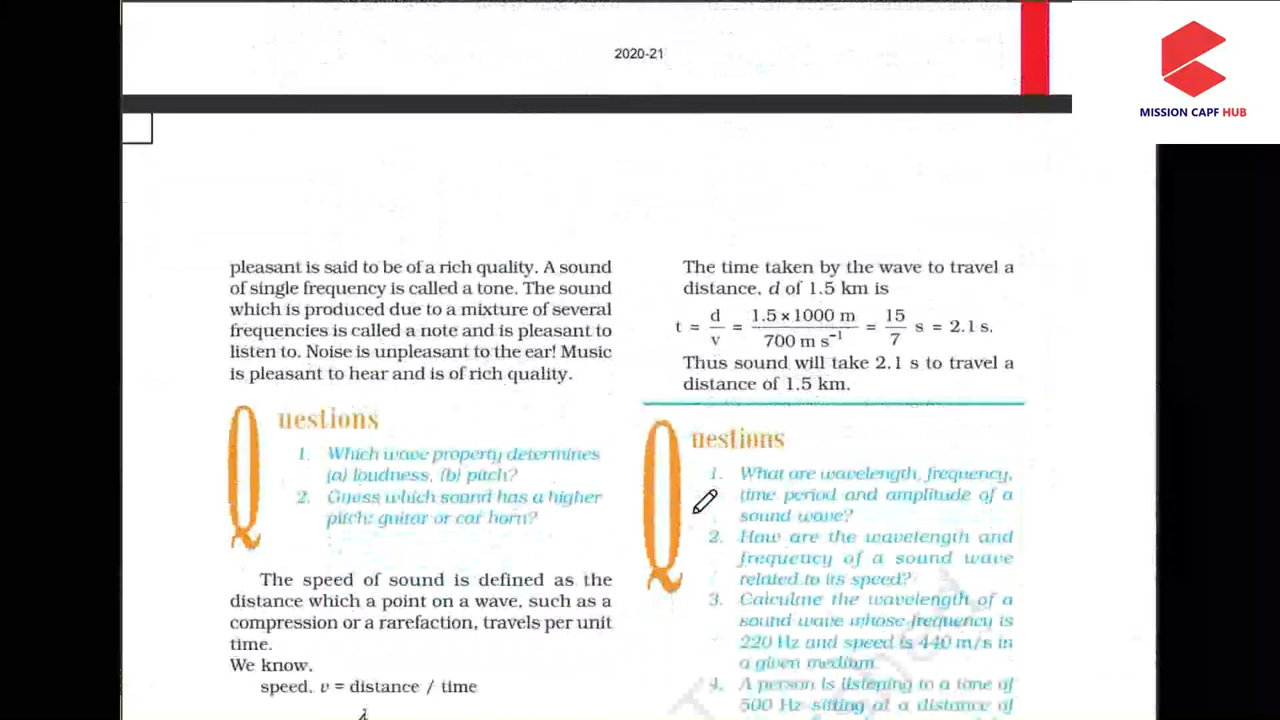 2020-21
MISSION CAPF HUB
pleasant is said to be of a rich quality. A sound
of single frequency is called a tone. The sound
which is produced due to a mixture of several
frequencies is called a note and is pleasant to
listen to. Noise is unpleasant to the ear! Music
is pleasant to hear and is of rich quality.
Questions
1. Which wave property determines
(a) loudness, (b) pitch?
2. Guess which sound has a higher
pitch: guitar or car horn?
The speed of sound is defined as the
distance which a point on a wave, such as a
compression or a rarefaction, travels per unit
time.
We know,
speed, v = distance / time
λ
The time taken by the wave to travel a
distance, d of 1.5 km is
t = d/v = 1.5 × 1000 m / 700 m s⁻¹ = 15/7 s = 2.1 s.
Thus sound will take 2.1 s to travel a
distance of 1.5 km.
Questions
1. What are wavelength, frequency,
time period and amplitude of a
sound wave?
2. How are the wavelength and
frequency of a sound wave
related to its speed?
3. Calculate the wavelength of a
sound wave whose frequency is
220 Hz and speed is 440 m/s in
a given medium.
4. A person is listening to a tone of
500 Hz sitting at a distance of